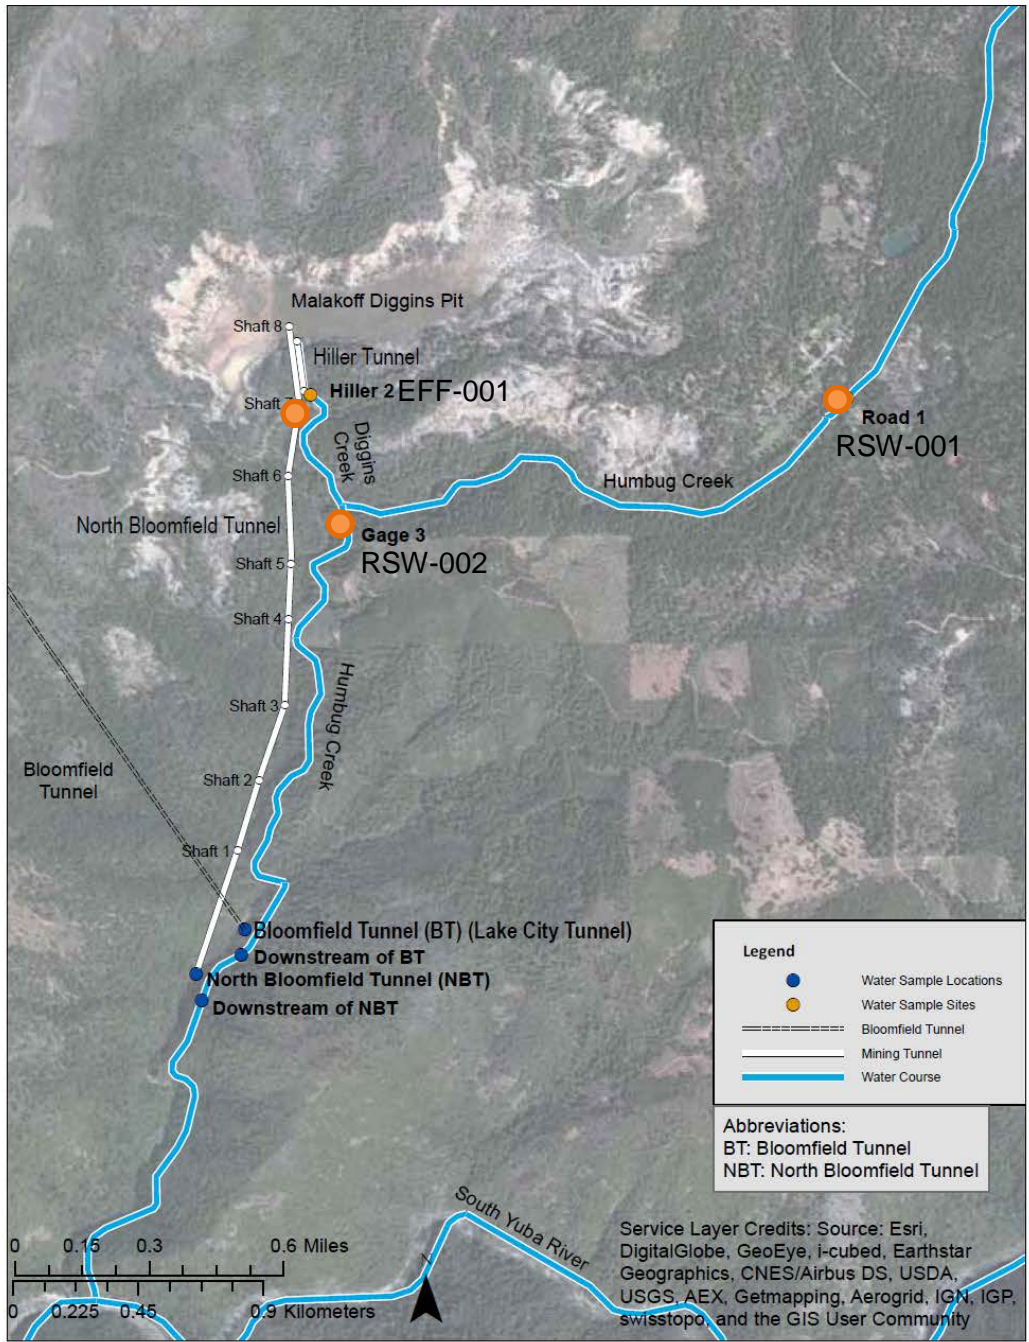 Malakoff Diggins Pit
Shaft 8
Hiller Tunnel
Hiller 2 EFF-001
Shaft 7
Road 1
RSW-001
Diggins
Creek
Shaft 6
Humbug Creek
North Bloomfield Tunnel
Gage 3
RSW-002
Shaft 5
Shaft 4
Humbug Creek
Shaft 3
Bloomfield
Tunnel
Shaft 2
Shaft 1
Bloomfield Tunnel (BT) (Lake City Tunnel)
Downstream of BT
North Bloomfield Tunnel (NBT)
Downstream of NBT
Legend
Water Sample Locations
Water Sample Sites
Bloomfield Tunnel
Mining Tunnel
Water Course
Abbreviations:
BT: Bloomfield Tunnel
NBT: North Bloomfield Tunnel
South Yuba River
0 0.15 0.3 0.6 Miles
0 0.225 0.45 0.9 Kilometers
N
Service Layer Credits: Source: Esri,
DigitalGlobe, GeoEye, i-cubed, Earthstar
Geographics, CNES/Airbus DS, USDA,
USGS, AEX, Getmapping, Aerogrid, IGN, IGP,
swisstopo, and the GIS User Community